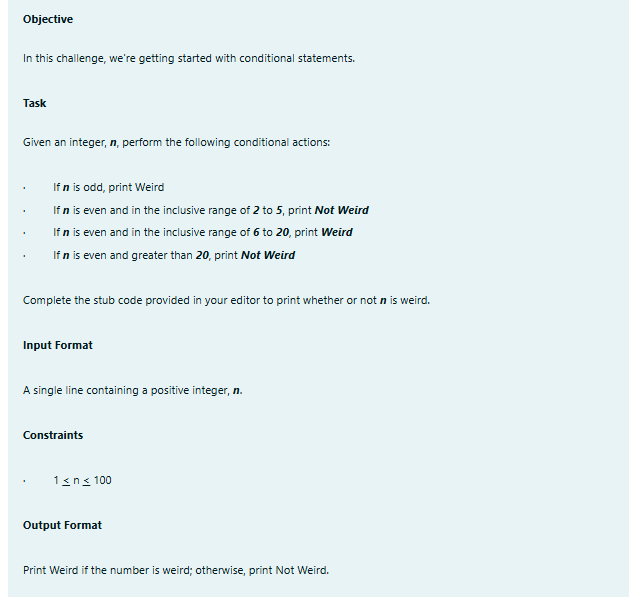 Objective
In this challenge, we're getting started with conditional statements.
Task
Given an integer, n, perform the following conditional actions:
· If n is odd, print Weird
· If n is even and in the inclusive range of 2 to 5, print Not Weird
· If n is even and in the inclusive range of 6 to 20, print Weird
· If n is even and greater than 20, print Not Weird
Complete the stub code provided in your editor to print whether or not n is weird.
Input Format
A single line containing a positive integer, n.
Constraints
· 1 ≤ n ≤ 100
Output Format
Print Weird if the number is weird; otherwise, print Not Weird.